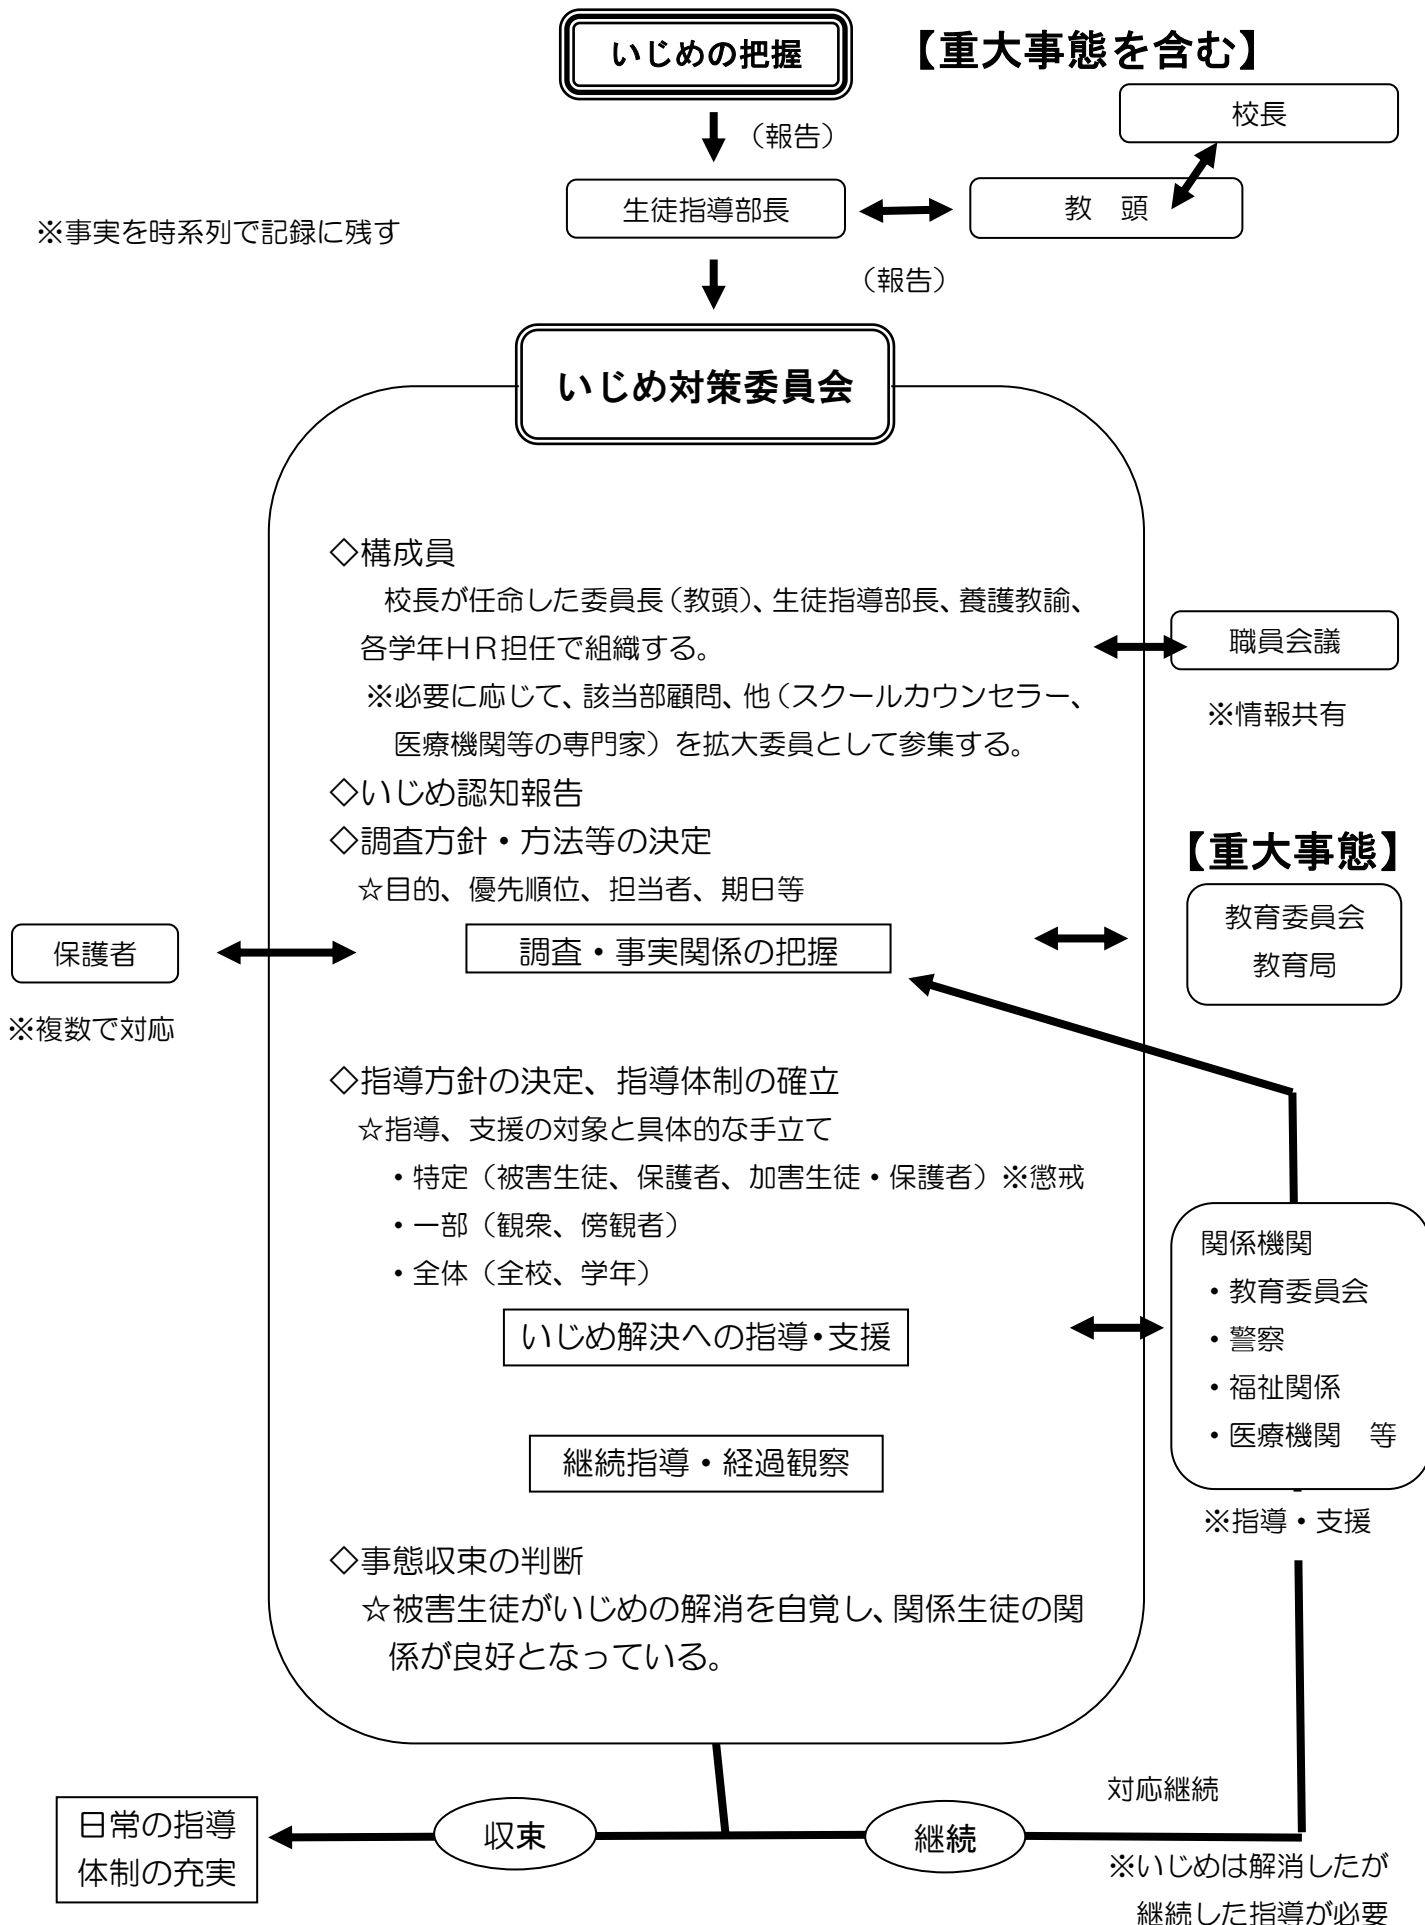 いじめの把握
【重大事態を含む】
校長
（報告）
生徒指導部長
教　頭
※事実を時系列で記録に残す
（報告）
いじめ対策委員会
◇構成員
校長が任命した委員長（教頭）、生徒指導部長、養護教諭、
各学年ＨＲ担任で組織する。
※必要に応じて、該当部顧問、他（スクールカウンセラー、
医療機関等の専門家）を拡大委員として参集する。
職員会議
※情報共有
◇いじめ認知報告
◇調査方針・方法等の決定
☆目的、優先順位、担当者、期日等
【重大事態】
教育委員会
教育局
保護者
調査・事実関係の把握
※複数で対応
◇指導方針の決定、指導体制の確立
☆指導、支援の対象と具体的な手立て
・特定（被害生徒、保護者、加害生徒・保護者）※懲戒
・一部（観衆、傍観者）
・全体（全校、学年）
関係機関
・教育委員会
・警察
・福祉関係
・医療機関　等
いじめ解決への指導・支援
継続指導・経過観察
※指導・支援
◇事態収束の判断
☆被害生徒がいじめの解消を自覚し、関係生徒の関
係が良好となっている。
対応継続
日常の指導
体制の充実
収束
継続
※いじめは解消したが
継続した指導が必要